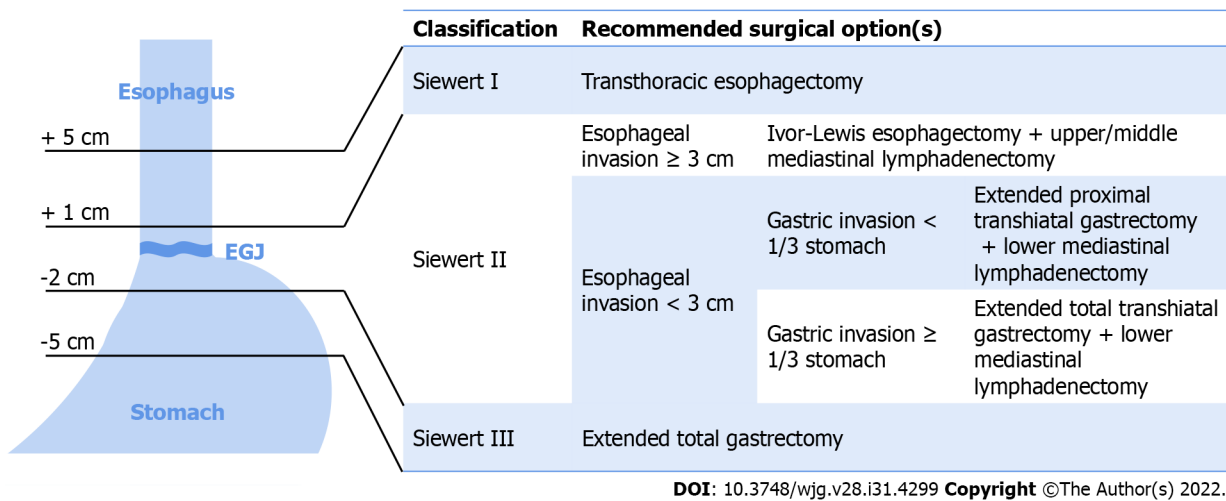 Classification Recommended surgical option(s)
Esophagus
+ 5 cm
+ 1 cm
EGJ
-2 cm
-5 cm
Stomach
Siewert I
Transthoracic esophagectomy
Siewert II
Esophageal
invasion ≥ 3 cm
Ivor-Lewis esophagectomy + upper/middle
mediastinal lymphadenectomy
Esophageal
invasion < 3 cm
Gastric invasion <
1/3 stomach
Extended proximal
transhiatal gastrectomy
+ lower mediastinal
lymphadenectomy
Gastric invasion ≥
1/3 stomach
Extended total transhiatal
gastrectomy + lower
mediastinal
lymphadenectomy
Siewert III
Extended total gastrectomy
DOI: 10.3748/wjg.v28.i31.4299 Copyright ©The Author(s) 2022.